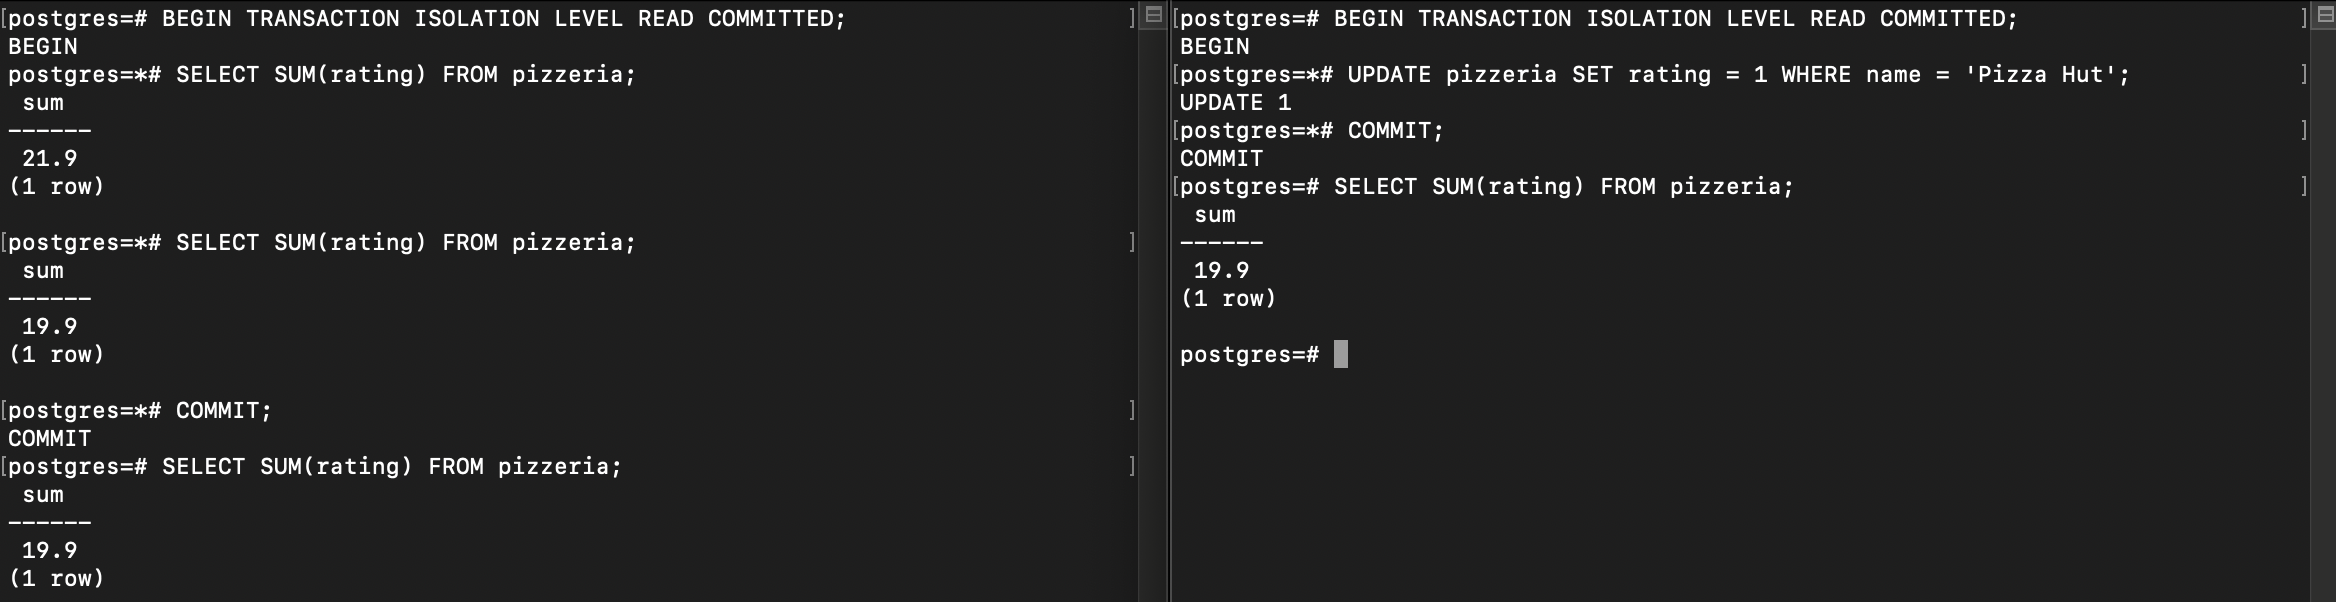 postgres=# BEGIN TRANSACTION ISOLATION LEVEL READ COMMITTED;
BEGIN
postgres=*# SELECT SUM(rating) FROM pizzeria;
 sum
------
 21.9
(1 row)

postgres=*# SELECT SUM(rating) FROM pizzeria;
 sum
------
 19.9
(1 row)

postgres=*# COMMIT;
COMMIT
postgres=# SELECT SUM(rating) FROM pizzeria;
 sum
------
 19.9
(1 row)

postgres=# BEGIN TRANSACTION ISOLATION LEVEL READ COMMITTED;
BEGIN
postgres=*# UPDATE pizzeria SET rating = 1 WHERE name = 'Pizza Hut';
UPDATE 1
postgres=*# COMMIT;
COMMIT
postgres=# SELECT SUM(rating) FROM pizzeria;
 sum
------
 19.9
(1 row)

postgres=#